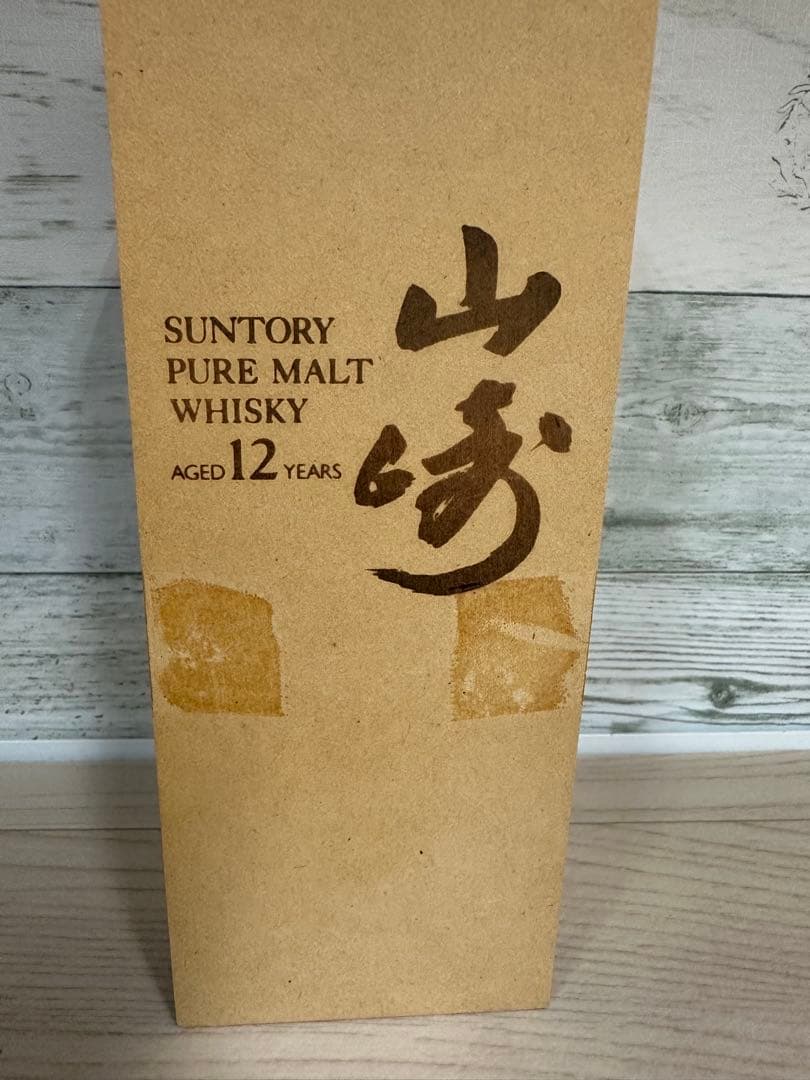 山崎
SUNTORY
PURE MALT
WHISKY
AGED 12 YEARS